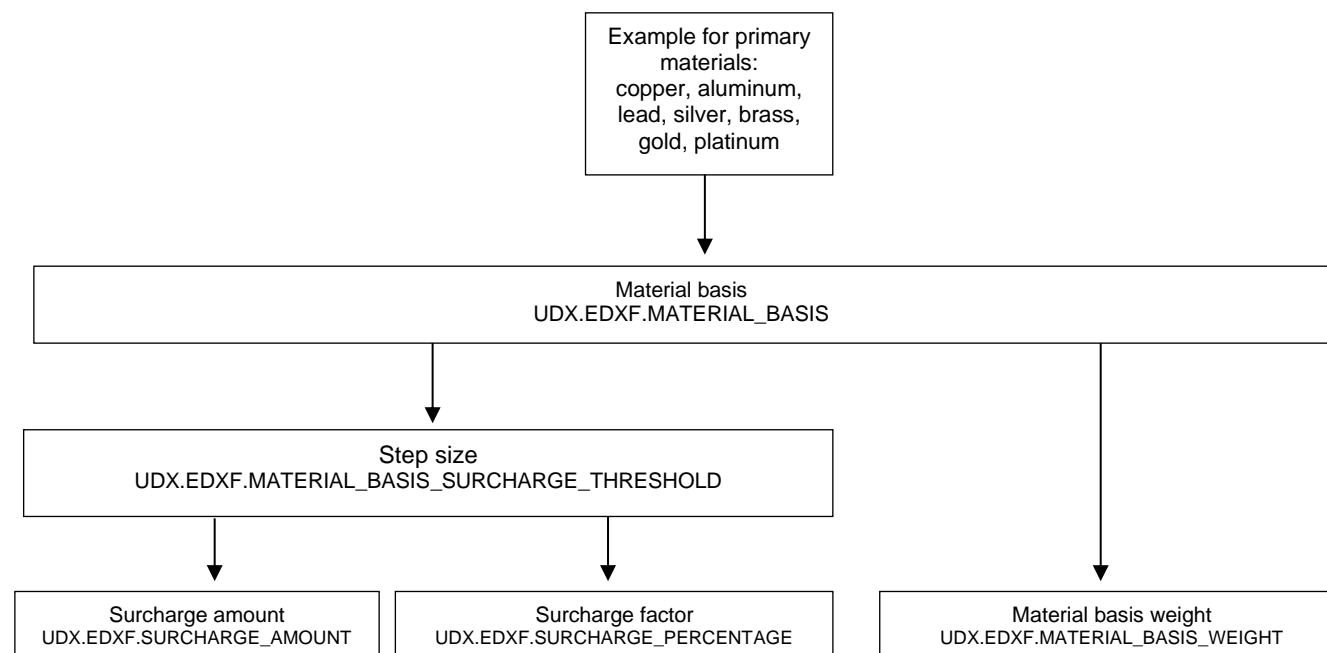 Example for primary
materials:
copper, aluminum,
lead, silver, brass,
gold, platinum
Material basis
UDX.EDXF.MATERIAL_BASIS
Step size
UDX.EDXF.MATERIAL_BASIS_SURCHARGE_THRESHOLD
Surcharge amount
UDX.EDXF.SURCHARGE_AMOUNT
Surcharge factor
UDX.EDXF.SURCHARGE_PERCENTAGE
Material basis weight
UDX.EDXF.MATERIAL_BASIS_WEIGHT